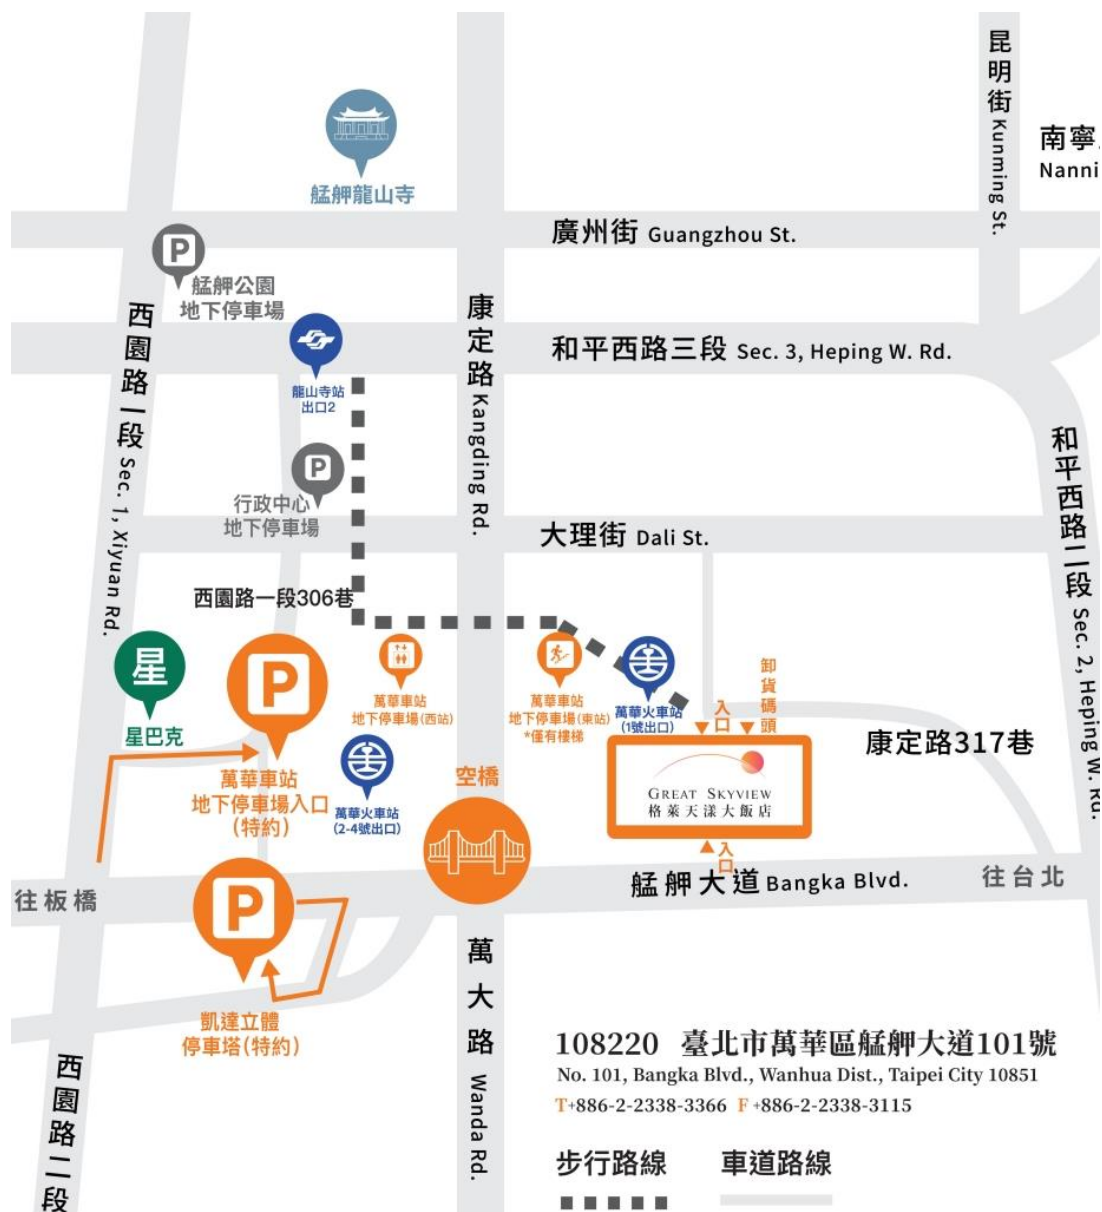 昆明街 Kunming St.
南寧
Nanni
艋舺龍山寺
廣州街 Guangzhou St.
P
艋舺公園
地下停車場
西園路一段 Sec. 1, Xiyuan Rd.
康定路 Kangding Rd.
和平西路三段 Sec. 3, Heping W. Rd.
龍山寺站
出口2
和平西路二段 Sec. 2, Heping W. Rd.
P
行政中心
地下停車場
大理街 Dali St.
西園路一段306巷
星
星巴克
P
萬華車站
地下停車場入口
(特約)
萬華車站
地下停車場(西站)
萬華車站
地下停車場(東站)
*僅有樓梯
萬華火車站
(1號出口)
入口
卸貨碼頭
康定路317巷
萬華火車站
(2-4號出口)
空橋
GREAT SKYVIEW
格萊天漾大飯店
入口
艋舺大道 Bangka Blvd.
往台北
往板橋
P
凱達立體
停車塔(特約)
萬大路 Wanda Rd.
西園路二段
108220 臺北市萬華區艋舺大道101號
No. 101, Bangka Blvd., Wanhua Dist., Taipei City 10851
T+886-2-2338-3366 F+886-2-2338-3115
步行路線 車道路線